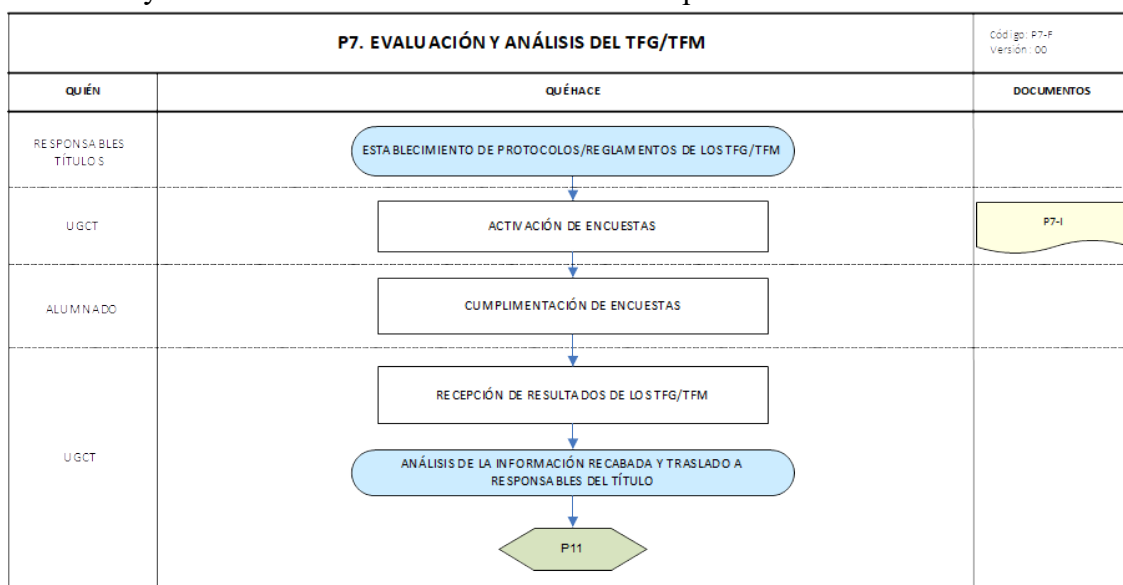 P7. EVALUACIÓN Y ANÁLISIS DEL TFG/TFM
Código: P7-F
Versión: 00
QUIÉN
QUÉ HACE
DOCUMENTOS
RESPONSABLES
TÍTULOS
ESTABLECIMIENTO DE PROTOCOLOS/REGLAMENTOS DE LOS TFG/TFM
UGCT
ACTIVACIÓN DE ENCUESTAS
P7-I
ALUMNADO
CUMPLIMENTACIÓN DE ENCUESTAS
RECEPCIÓN DE RESULTADOS DE LOS TFG/TFM
UGCT
ANÁLISIS DE LA INFORMACIÓN RECABADA Y TRASLADO A
RESPONSABLES DEL TÍTULO
P11